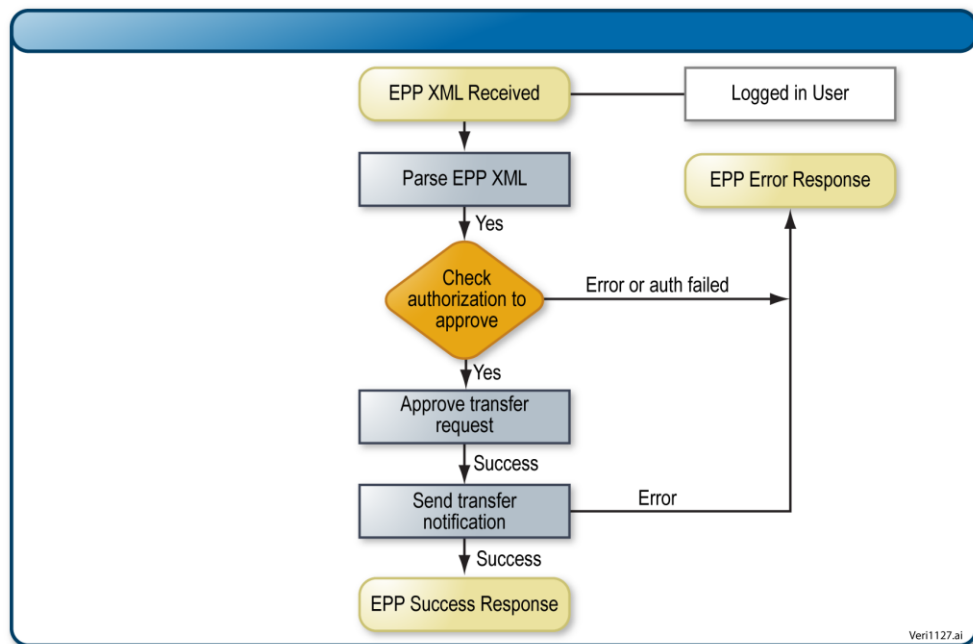 EPP XML Received
Logged in User
Parse EPP XML
EPP Error Response
Yes
Check
authorization to
approve
Error or auth failed
Yes
Approve transfer
request
Success
Send transfer
notification
Error
Success
EPP Success Response
Veri1127.ai